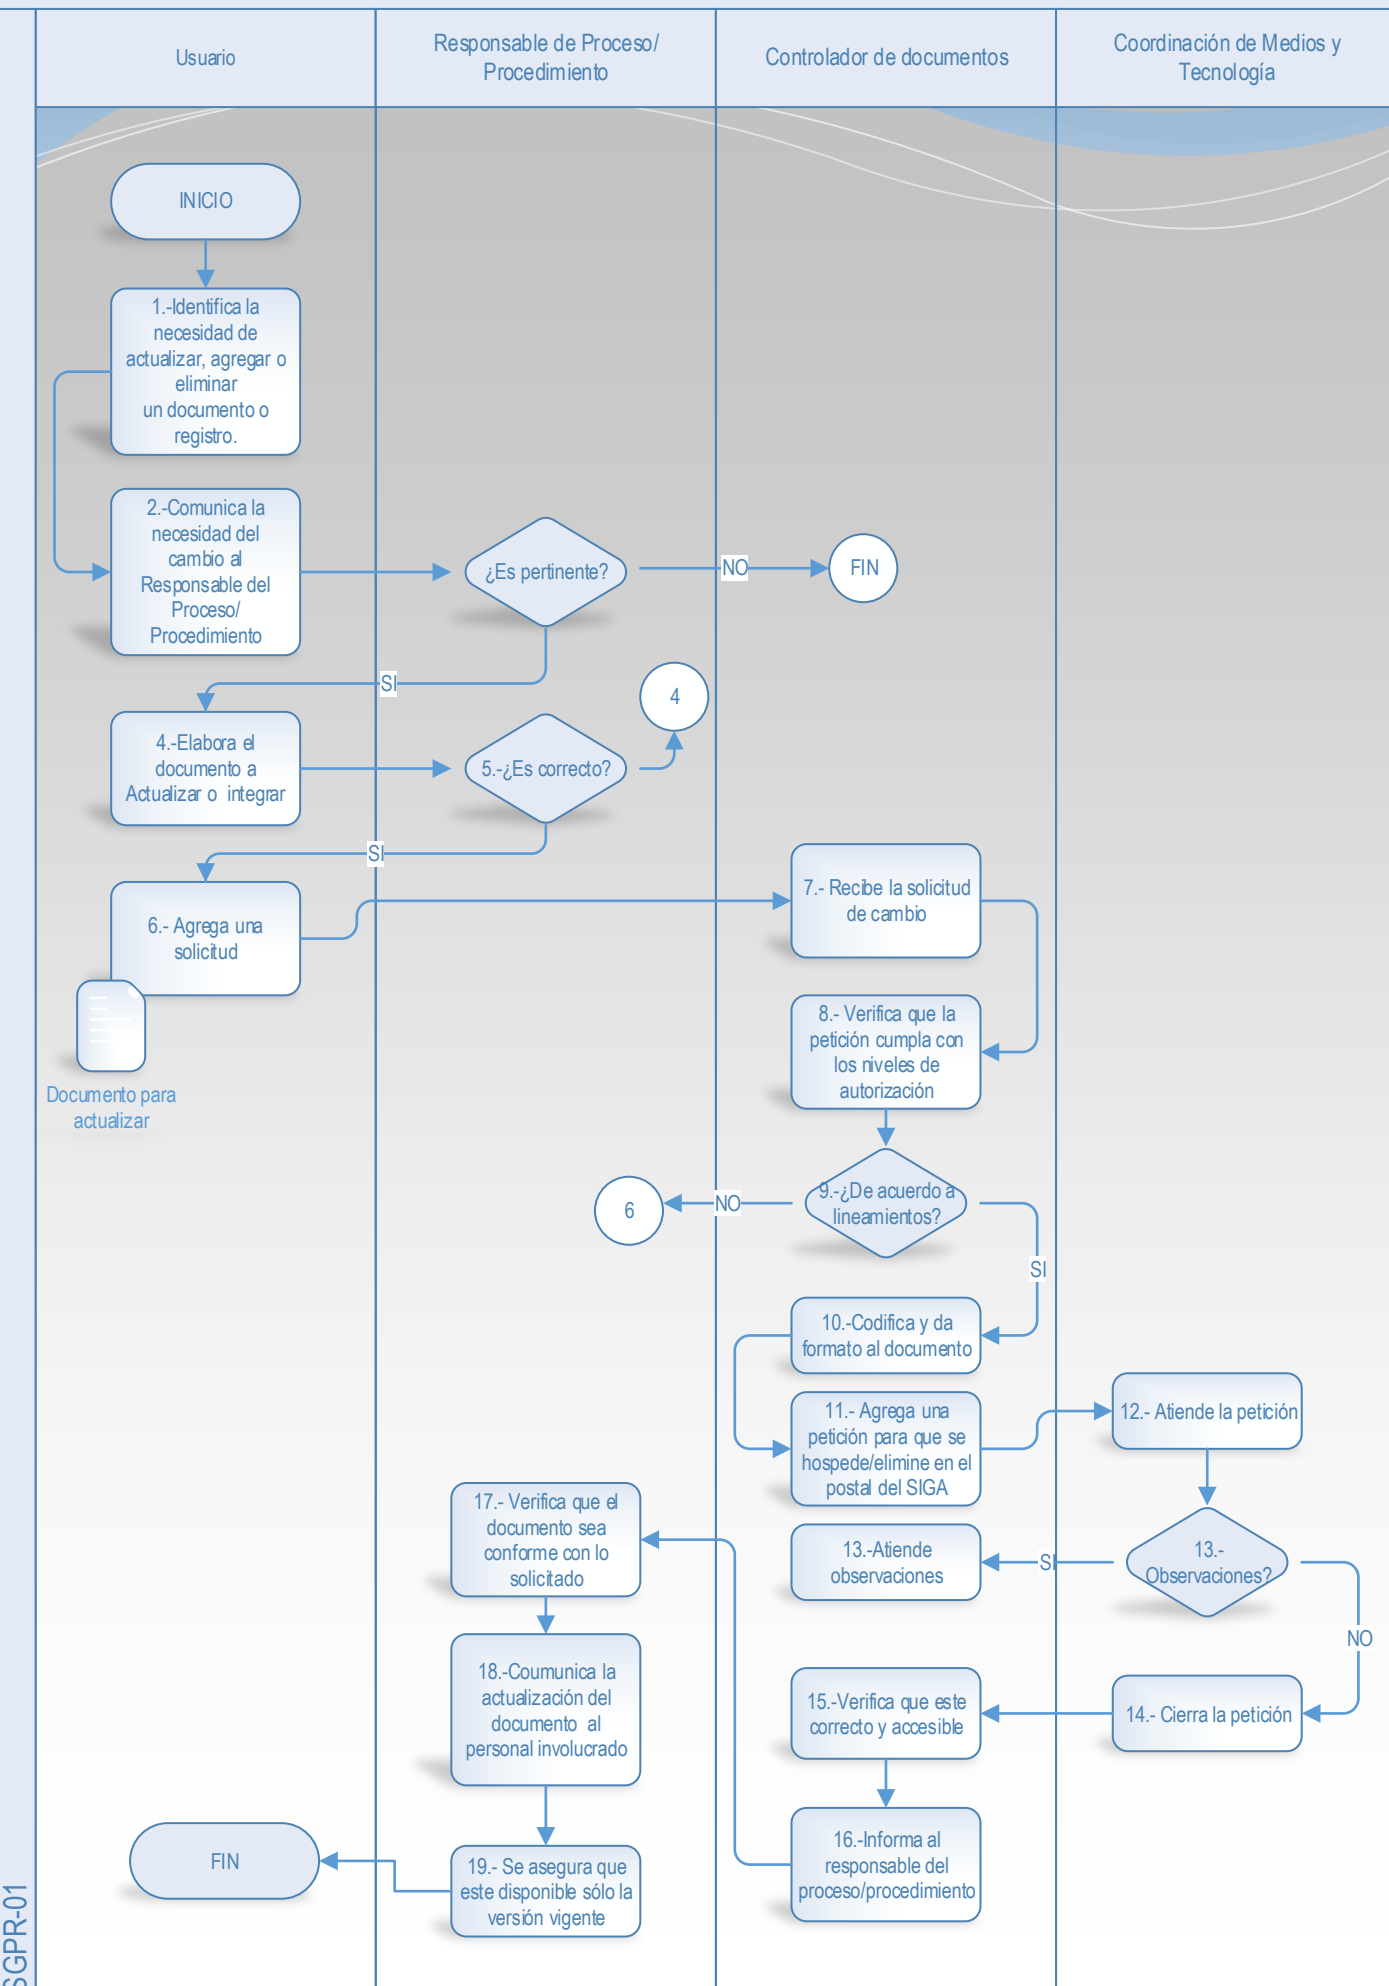 Usuario
Responsable de Proceso/
Procedimiento
Controlador de documentos
Coordinación de Medios y
Tecnología
INICIO
1.-Identifica la
necesidad de
actualizar, agregar o
eliminar
un documento o
registro.
2.-Comunica la
necesidad del
cambio al
Responsable del
Proceso/
Procedimiento
¿Es pertinente?
NO
FIN
SI
4
4.-Elabora el
documento a
Actualizar o integrar
5.-¿Es correcto?
SI
6.- Agrega una
solicitud
7.- Recibe la solicitud
de cambio
Documento para
actualizar
8.- Verifica que la
petición cumpla con
los niveles de
autorización
9.-¿De acuerdo a
lineamientos?
NO
6
SI
10.-Codifica y da
formato al documento
11.- Agrega una
petición para que se
hospede/elimine en el
postal del SIGA
12.- Atiende la petición
13.-
Observaciones?
SI
13.-Atiende
observaciones
NO
14.- Cierra la petición
15.-Verifica que este
correcto y accesible
16.-Informa al
responsable del
proceso/procedimiento
17.- Verifica que el
documento sea
conforme con lo
solicitado
18.-Coumunica la
actualización del
documento al
personal involucrado
19.- Se asegura que
este disponible sólo la
versión vigente
FIN
SGPR-01